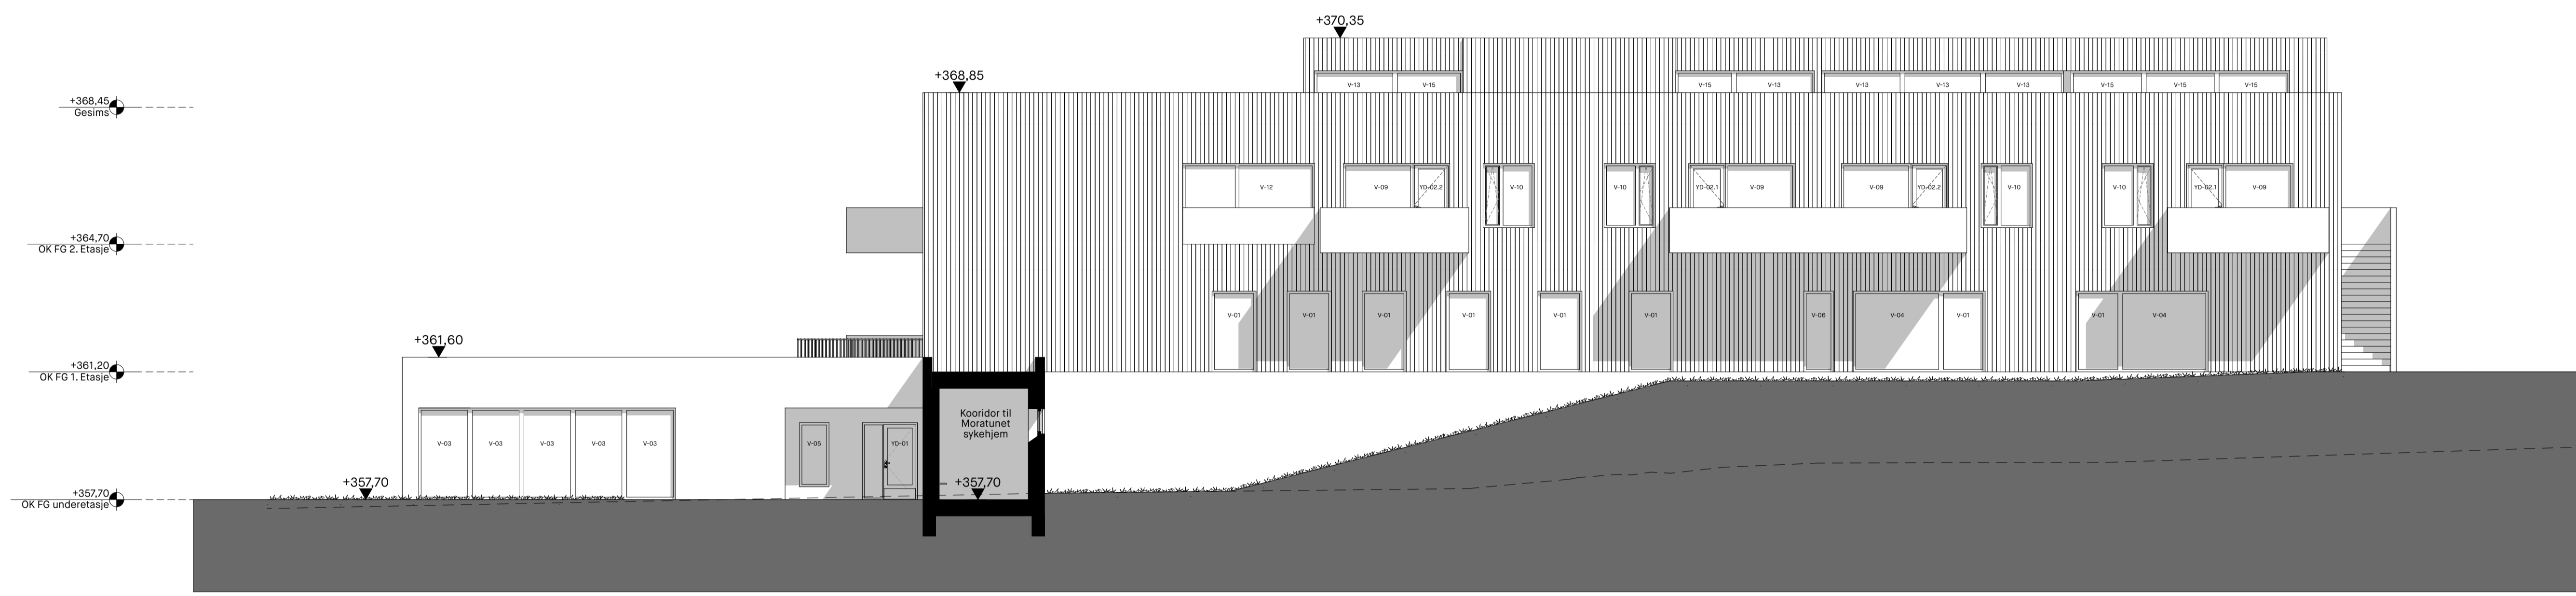 +370,35
+368,85
+368,45
Gesims
V-13 V-15 V-15 V-13 V-13 V-13 V-13 V-15 V-15 V-15
V-12 V-09 YD-02.2 V-10 V-10 YD-02.1 V-09 V-09 YD-02.2 V-10 V-10 YD-02.1 V-09
+364,70
OK FG 2. Etasje
V-01 V-01 V-01 V-01 V-01 V-01 V-06 V-04 V-01 V-01 V-04
+361,60
+361,20
OK FG 1. Etasje
V-03 V-03 V-03 V-03 V-03 V-05 YD-01
Kooridor til
Moratunet
sykehjem
+357,70
+357,70
+357,70
OK FG underetasje